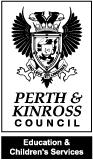 PERTH &
KINROSS
COUNCIL
Education &
Children's Services